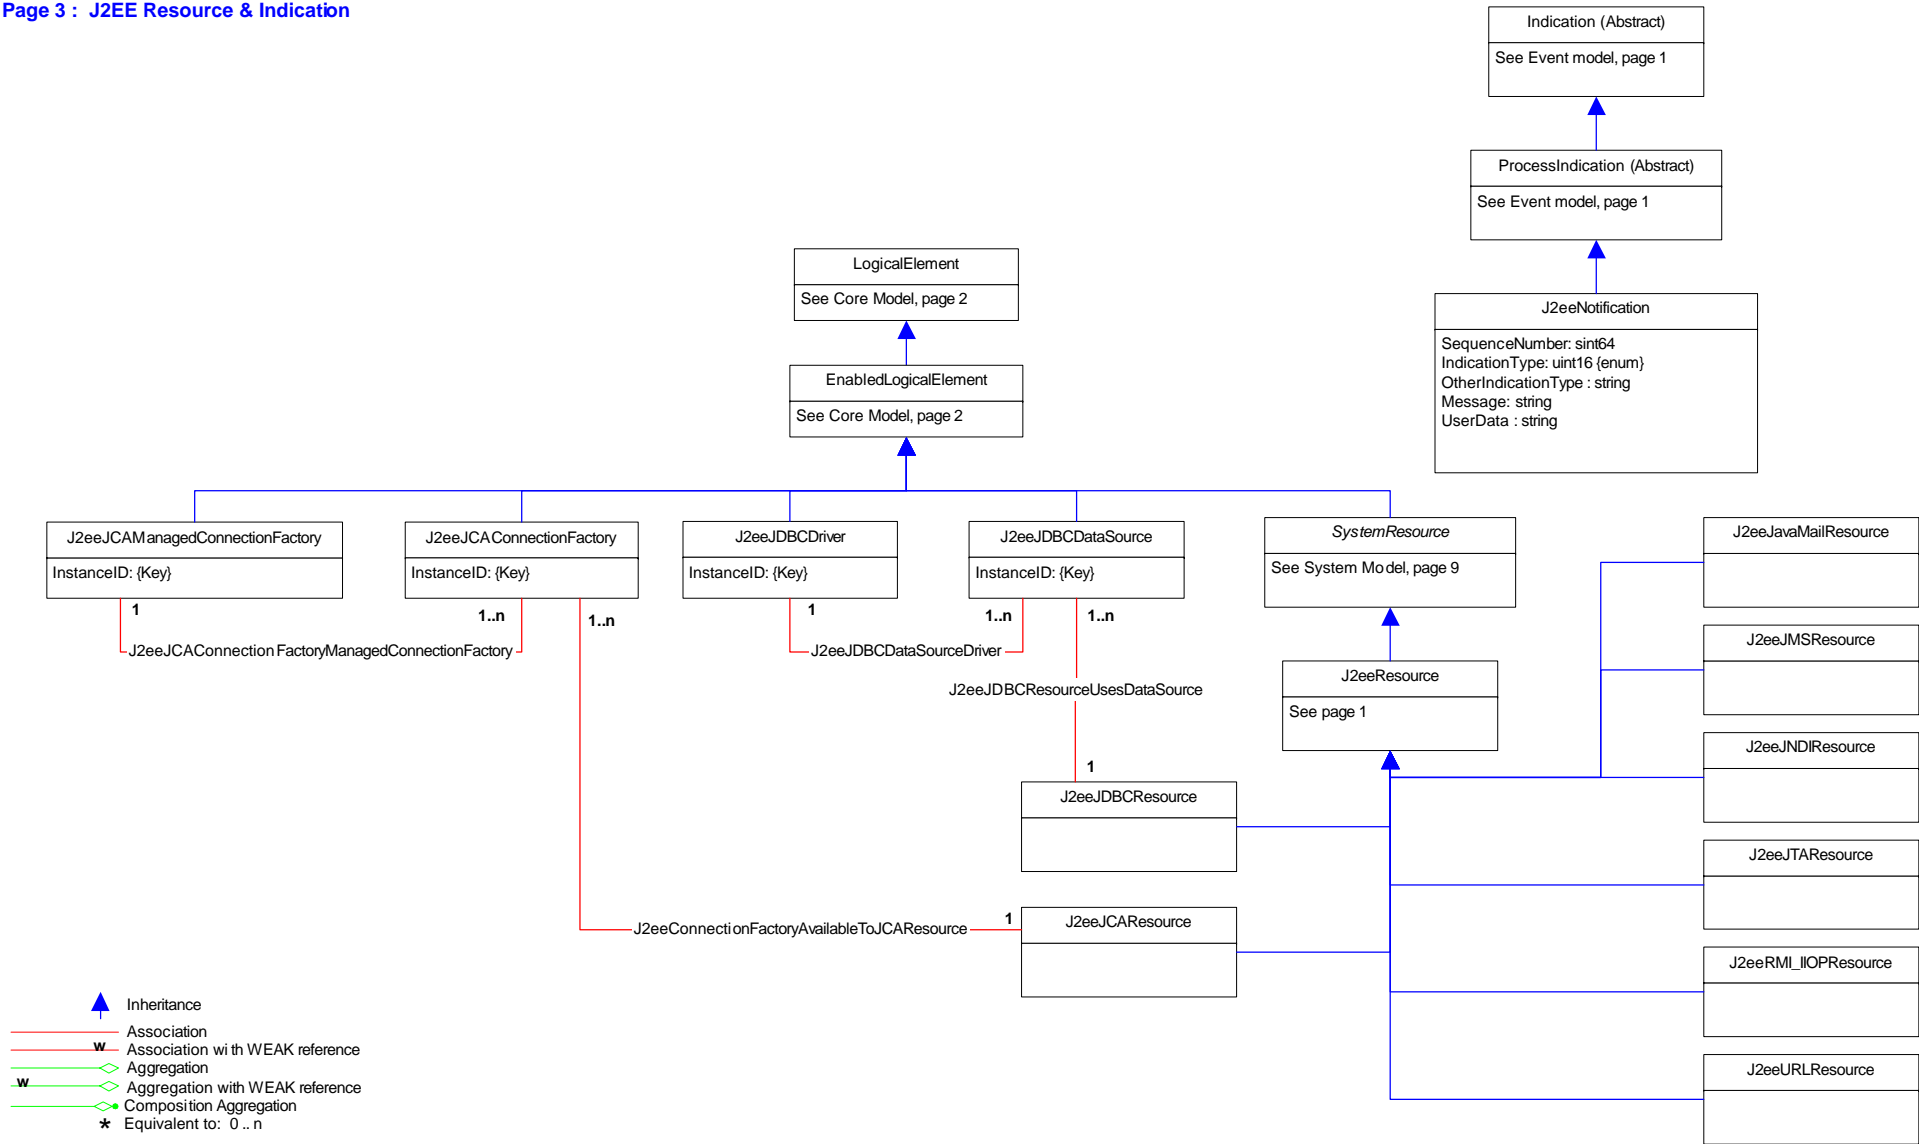 Page 3 :  J2EE Resource & Indication
Indication (Abstract)
See Event model, page 1
ProcessIndication (Abstract)
See Event model, page 1
J2eeNotification
SequenceNumber: sint64
IndicationType: uint16 {enum}
OtherIndicationType : string
Message: string
UserData : string
LogicalElement
See Core Model, page 2
EnabledLogicalElement
See Core Model, page 2
J2eeJCAManagedConnectionFactory
InstanceID: {Key}
J2eeJCAConnectionFactory
InstanceID: {Key}
J2eeJDBCDriver
InstanceID: {Key}
J2eeJDBCDataSource
InstanceID: {Key}
SystemResource
See System Model, page 9
1
1..n
1..n
1
1..n
1..n
J2eeJCAConnectionFactoryManagedConnectionFactory
J2eeJDBCDataSourceDriver
J2eeJDBCResourceUsesDataSource
1
J2eeResource
See page 1
J2eeJDBCResource
J2eeConnectionFactoryAvailableToJCAResource
1
J2eeJCAResource
J2eeJavaMailResource
J2eeJMSResource
J2eeJNDIResource
J2eeJTAResource
J2eeRMI_IIOPResource
J2eeURLResource
Inheritance
Association
w Association with WEAK reference
Aggregation
w Aggregation with WEAK reference
Composition Aggregation
* Equivalent to:  0 .. n